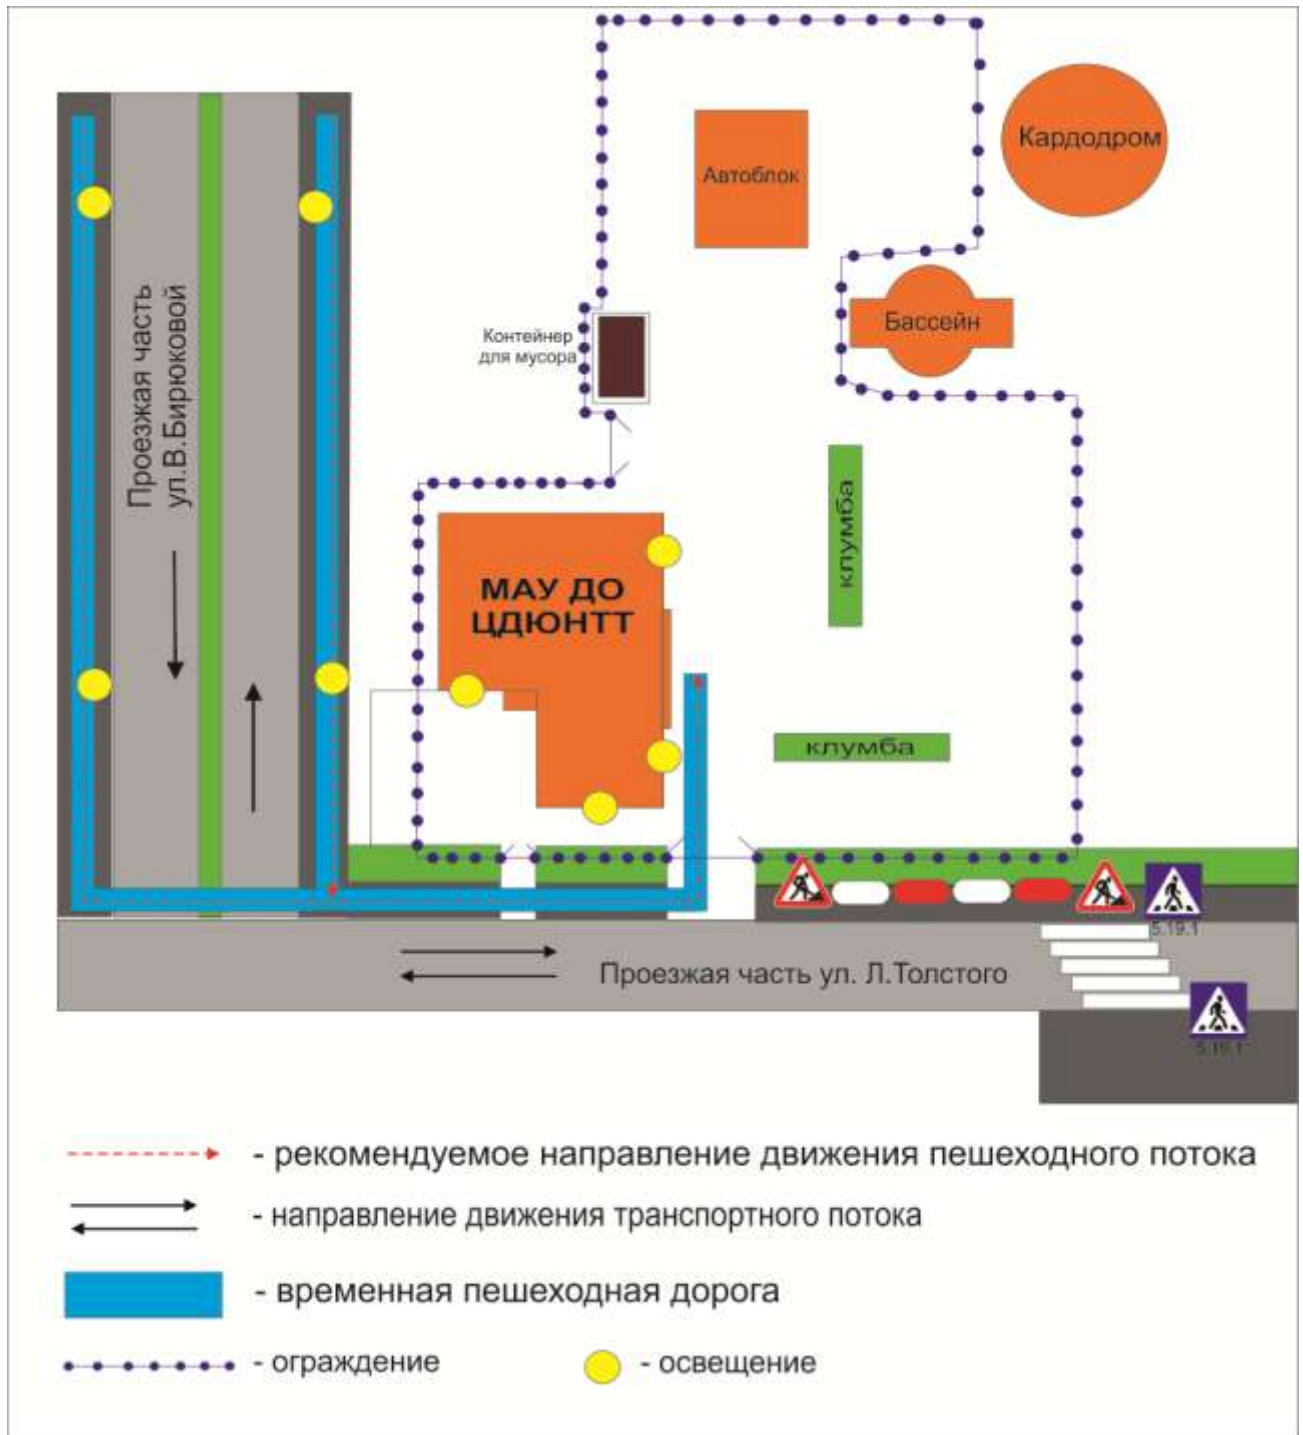 Кардодром
Автоблок
Бассейн
Контейнер
для мусора
Проезжая часть
ул.В.Бирюковой
клумба
МАУ ДО
ЦДЮНТТ
клумба
5.19.1
Проезжая часть ул. Л.Толстого
5.19.1
- рекомендуемое направление движения пешеходного потока
- направление движения транспортного потока
- временная пешеходная дорога
- ограждение
- освещение